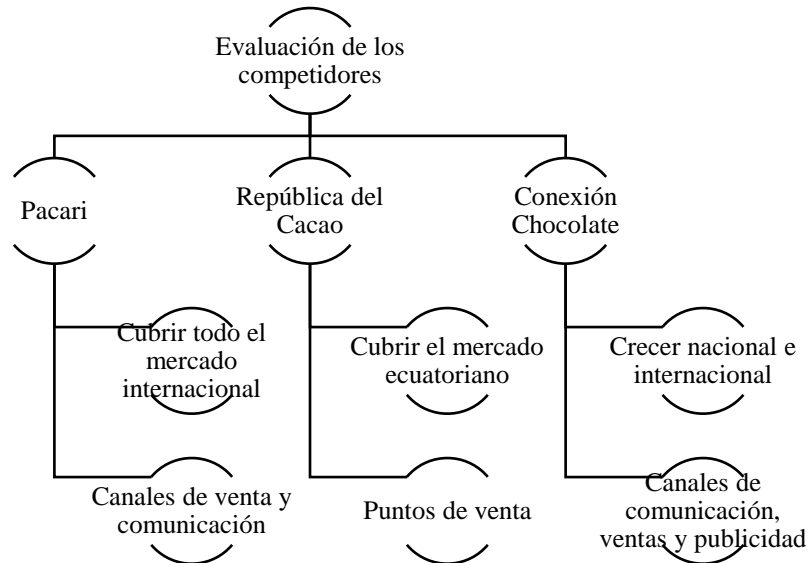 Evaluación de los
competidores
Pacari
República del
Cacao
Conexión
Chocolate
Cubrir todo el
mercado
internacional
Cubrir el mercado
ecuatoriano
Crecer nacional e
internacional
Canales de venta y
comunicación
Puntos de venta
Canales de
comunicación,
ventas y publicidad